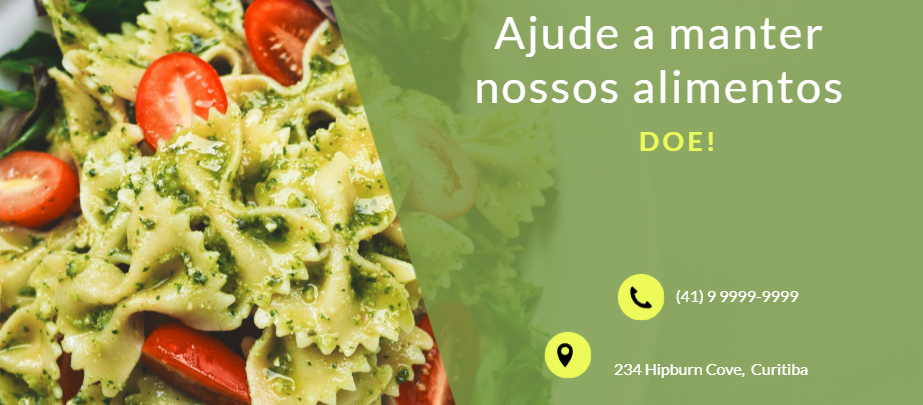 Ajude a manter
nossos alimentos
DOE!
(41) 9 9999-9999
234 Hipburn Cove, Curitiba